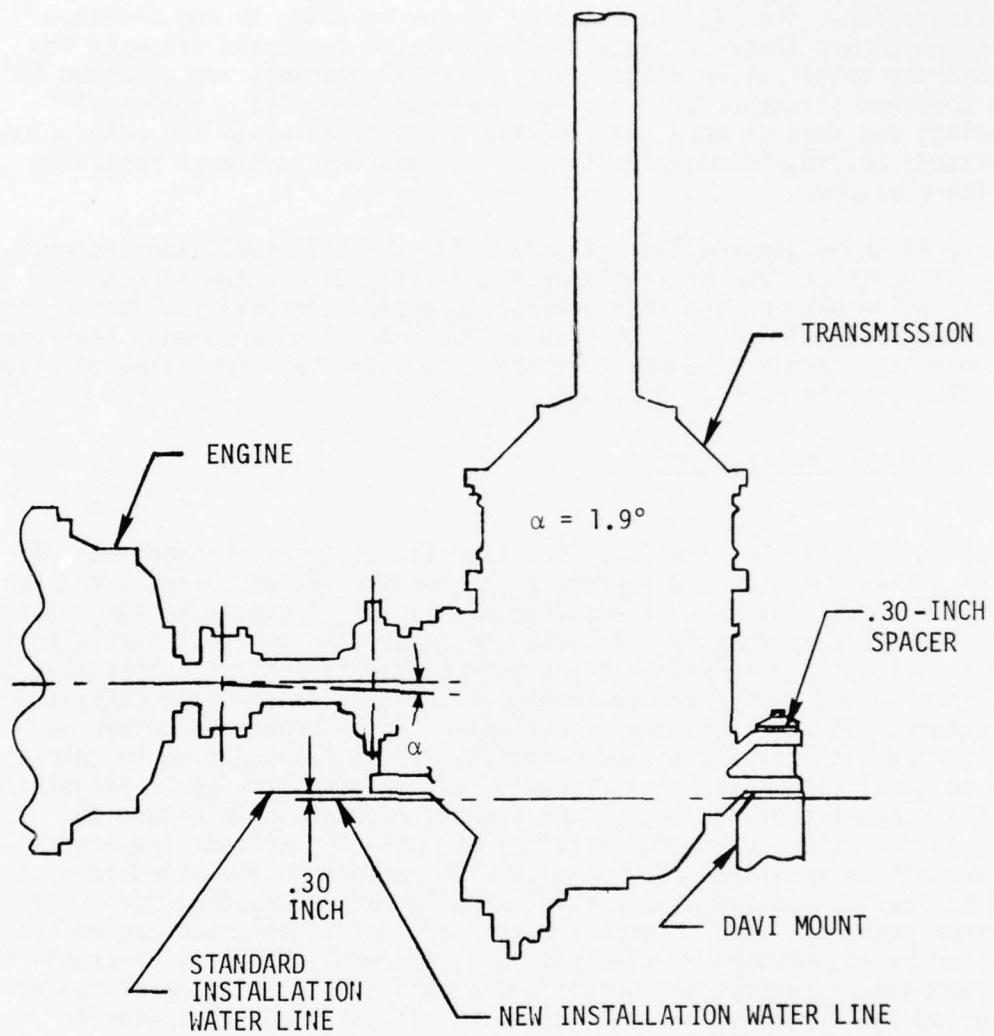 TRANSMISSION
ENGINE
α = 1.9°
.30-INCH
SPACER
α
.30
INCH
DAVI MOUNT
STANDARD
INSTALLATION
WATER LINE
NEW INSTALLATION WATER LINE